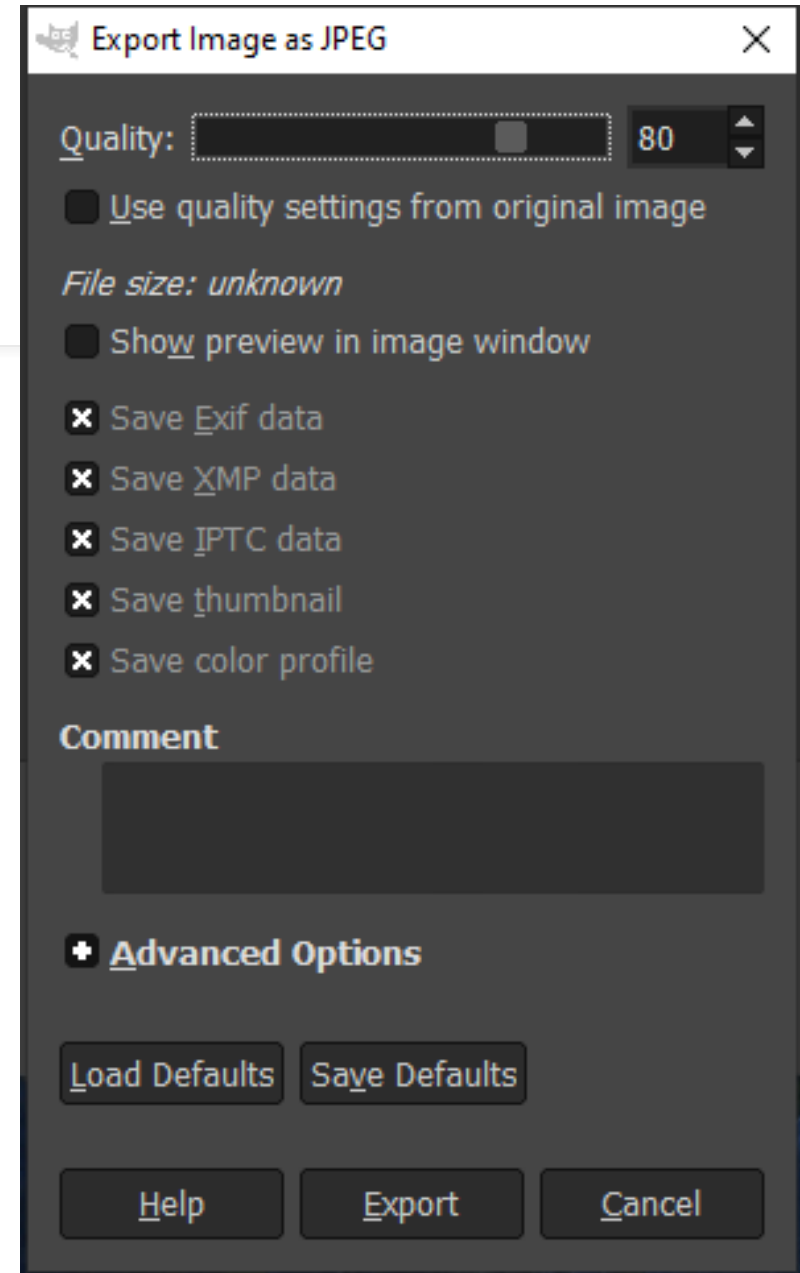 Export Image as JPEG
Quality: 80
Use quality settings from original image
File size: unknown
Show preview in image window
Save Exif data
Save XMP data
Save IPTC data
Save thumbnail
Save color profile
Comment
Advanced Options
Load Defaults Save Defaults
Help Export Cancel